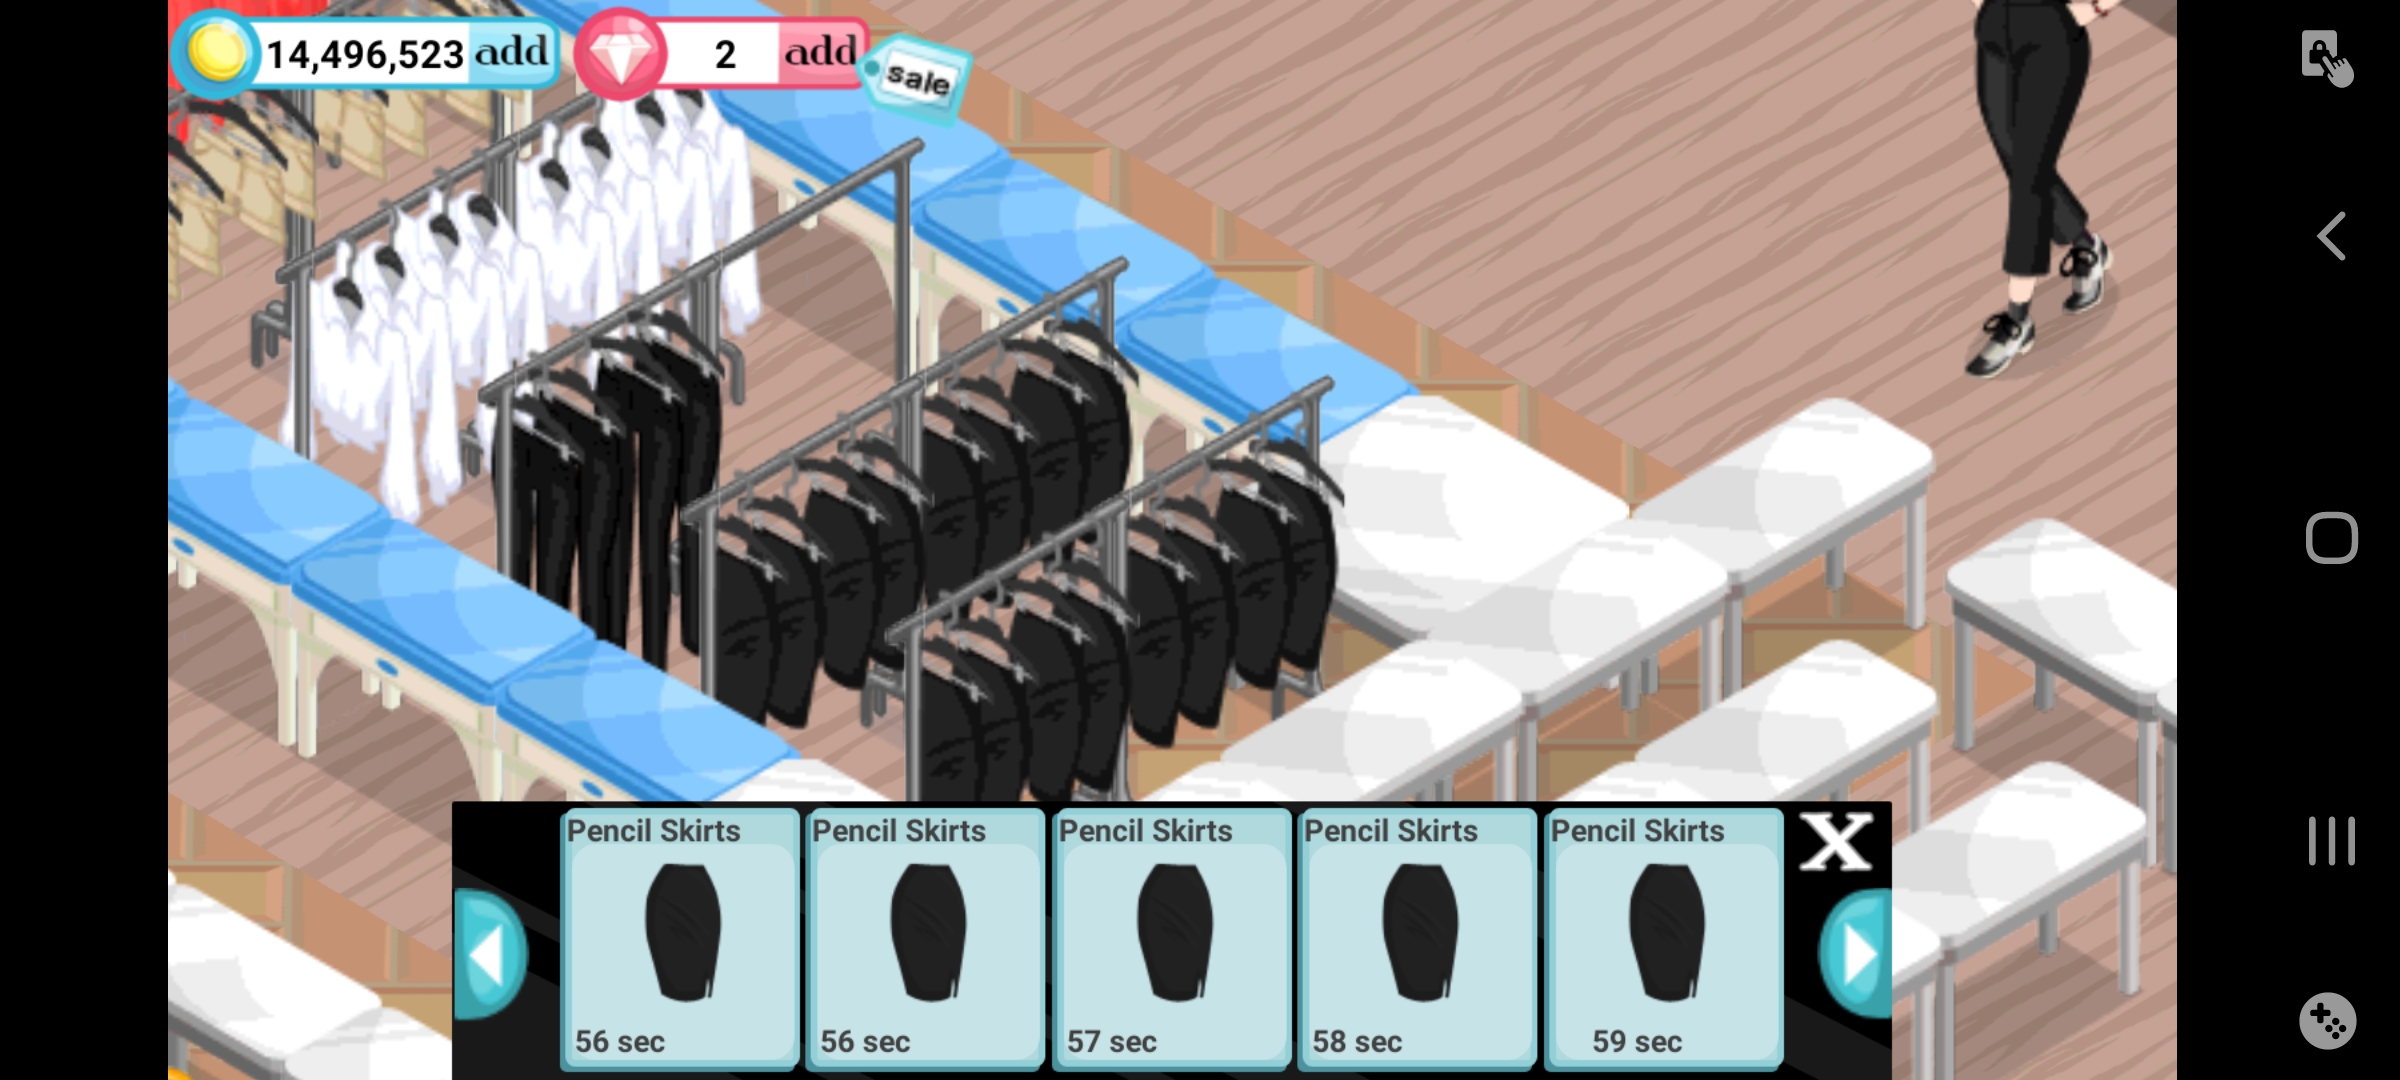 14,496,523 add
2 add
sale
Pencil Skirts
56 sec
Pencil Skirts
56 sec
Pencil Skirts
57 sec
Pencil Skirts
58 sec
Pencil Skirts
59 sec
X